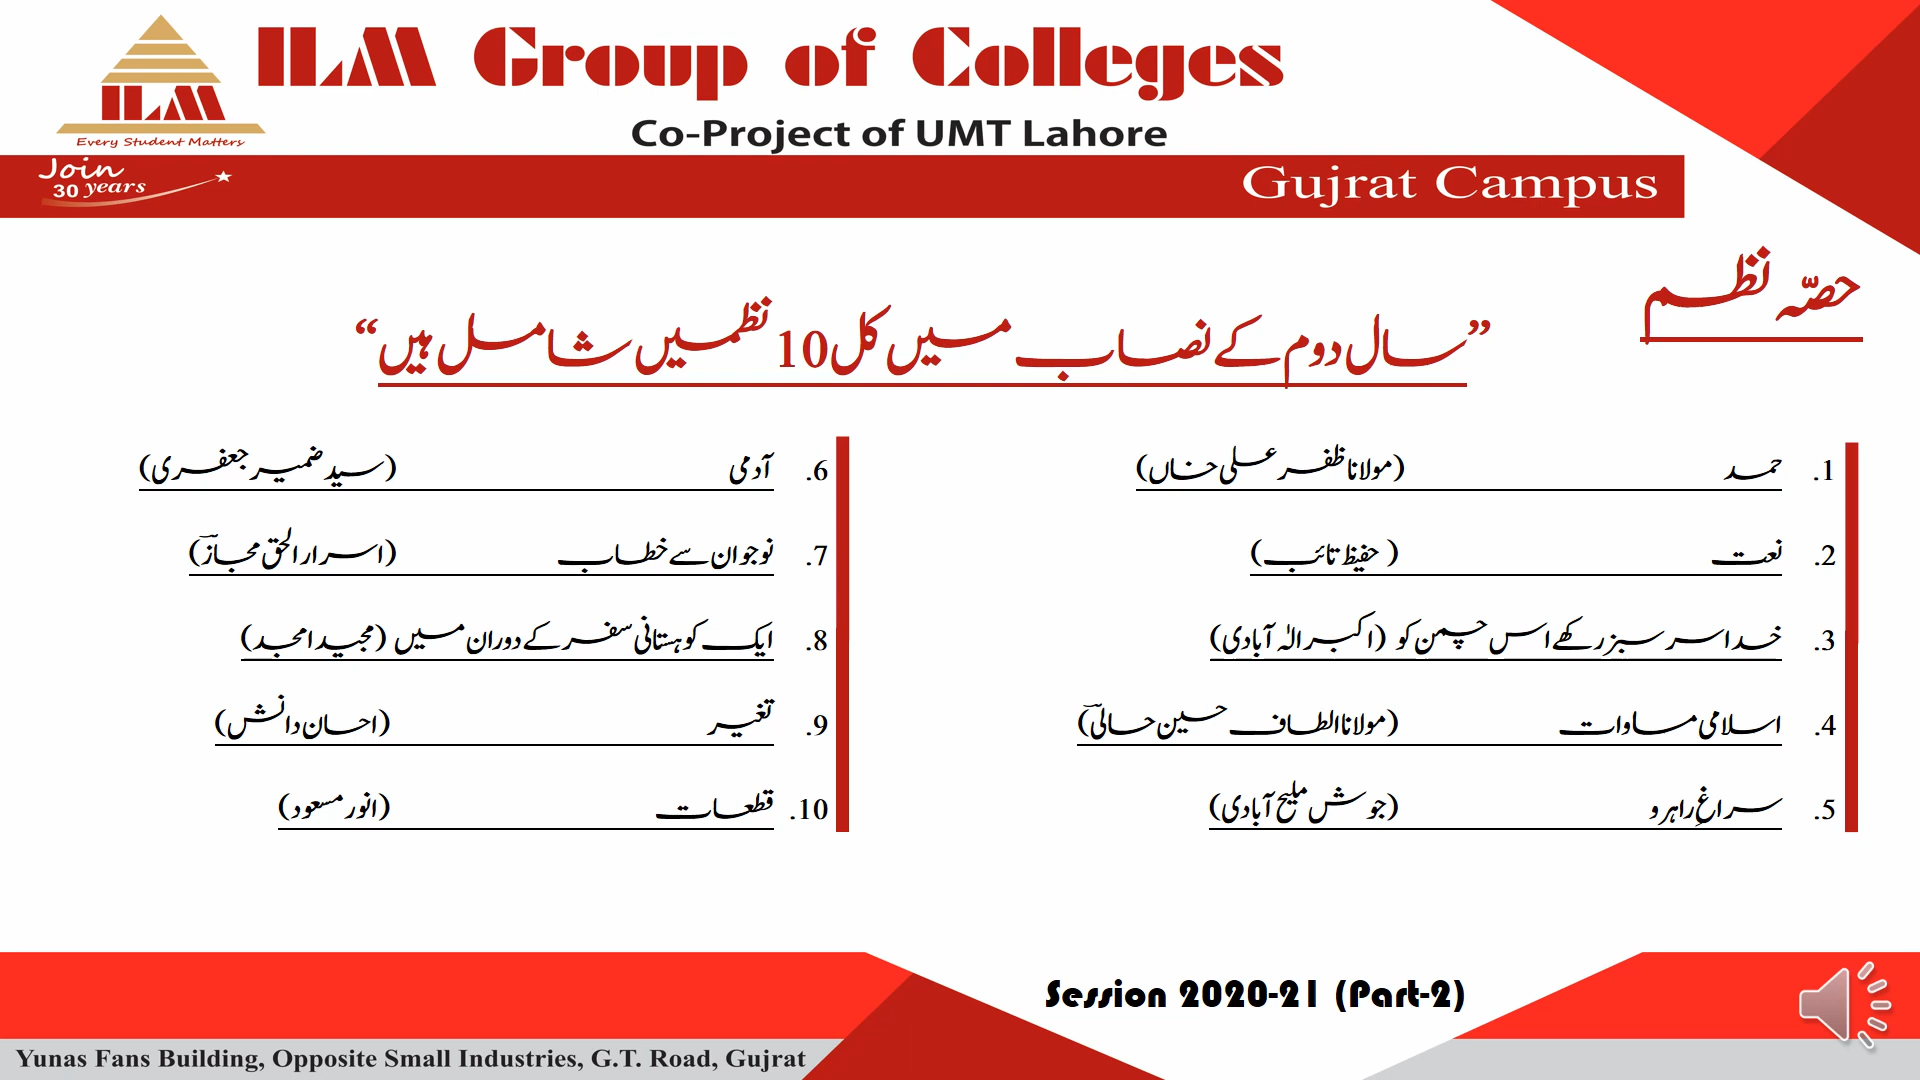 ILM Group of Colleges
ILM
Every Student Matters
Co-Project of UMT Lahore
Join
30 years
Gujrat Campus
حصّہ نظم
”سال دوم کے نصاب میں کل 10 نظمیں شامل ہیں“
1. حمد (مولانا ظفر علی خاں)
2. نعت ( حفیظ تائب)
3. خدا سر سبز رکھے اس چمن کو (اکبر الٰہ آبادی)
4. اسلامی مساوات (مولانا الطاف حسین حالیؔ)
5. سراغِ راہرو (جوش ملیح آبادی)
6. آدمی (سید ضمیر جعفری)
7. نوجوان سے خطاب (اسرار الحق مجازؔ)
8. ایک کوہستانی سفر کے دوران میں (مجید امجد)
9. تغیر (احسان دانش)
10. قطعات (انور مسعود)
Session 2020-21 (Part-2)
Yunas Fans Building, Opposite Small Industries, G.T. Road, Gujrat